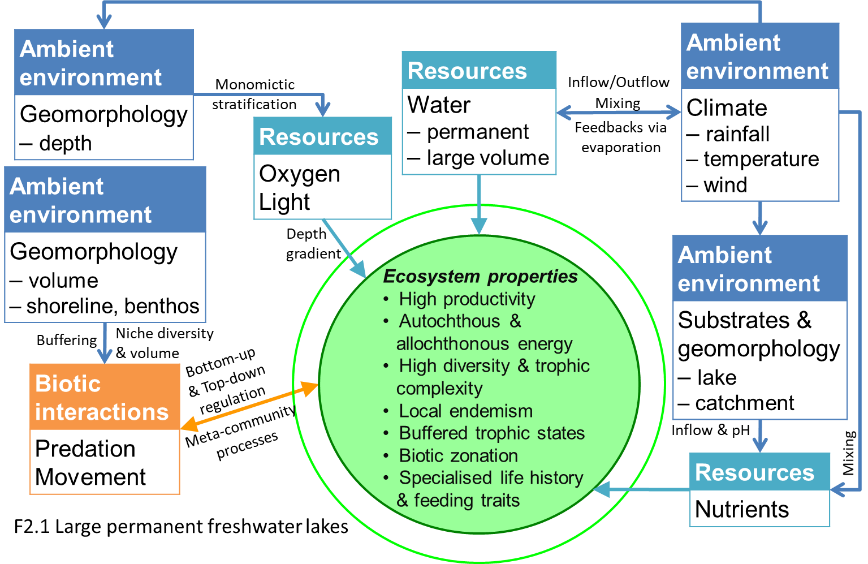 Ambient
environment
Geomorphology
– depth
Monomictic
stratification
Resources
Oxygen
Light
Depth
gradient
Resources
Water
– permanent
– large volume
Inflow/Outflow
Mixing
Feedbacks via
evaporation
Ambient
environment
Climate
– rainfall
– temperature
– wind
Ambient
environment
Geomorphology
– volume
– shoreline, benthos
Buffering
Niche diversity
& volume
Biotic
interactions
Predation
Movement
Bottom-up
& Top-down
regulation
Meta-community
processes
Ecosystem properties
• High productivity
• Autochthous &
allochthonous energy
• High diversity & trophic
complexity
• Local endemism
• Buffered trophic states
• Biotic zonation
• Specialised life history
& feeding traits
Ambient
environment
Substrates &
geomorphology
– lake
– catchment
Inflow & pH
Mixing
Resources
Nutrients
F2.1 Large permanent freshwater lakes